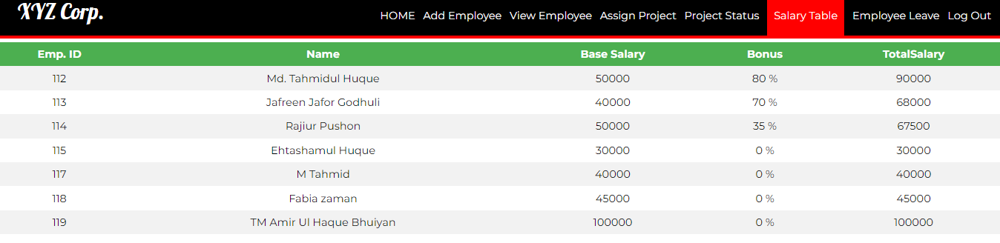 XYZ Corp.
HOME Add Employee View Employee Assign Project Project Status Salary Table Employee Leave Log Out
Emp. ID Name Base Salary Bonus TotalSalary
112 Md. Tahmidul Huque 50000 80 % 90000
113 Jafreen Jafor Godhuli 40000 70 % 68000
114 Rajiur Pushon 50000 35 % 67500
115 Ehtashamul Huque 30000 0 % 30000
117 M Tahmid 40000 0 % 40000
118 Fabia zaman 45000 0 % 45000
119 TM Amir Ul Haque Bhuiyan 100000 0 % 100000